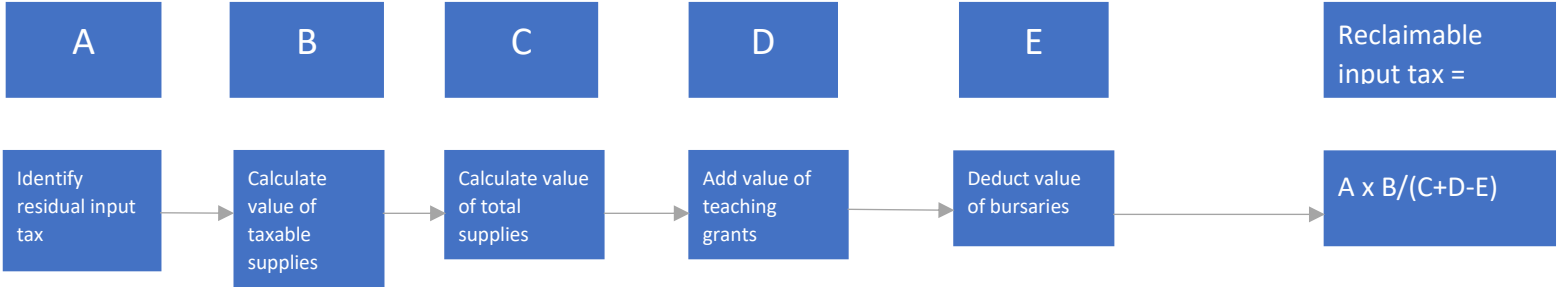 A
B
C
D
E
Reclaimable
input tax =
Identify
residual input
tax
Calculate
value of
taxable
supplies
Calculate value
of total
supplies
Add value of
teaching
grants
Deduct value
of bursaries
A x B/(C+D-E)